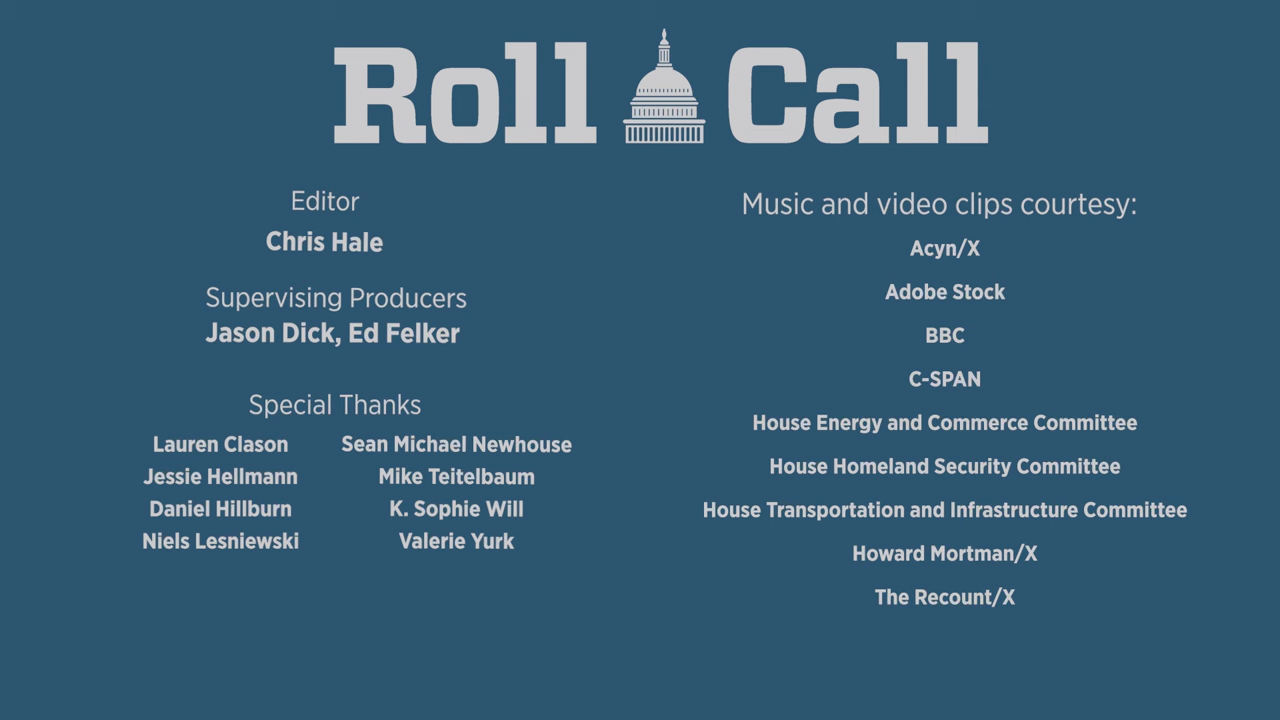 Roll Call
Editor
Chris Hale
Supervising Producers
Jason Dick, Ed Felker
Special Thanks
Lauren Clason
Jessie Hellmann
Daniel Hillburn
Niels Lesniewski
Sean Michael Newhouse
Mike Teitelbaum
K. Sophie Will
Valerie Yurk
Music and video clips courtesy:
Acyn/X
Adobe Stock
BBC
C-SPAN
House Energy and Commerce Committee
House Homeland Security Committee
House Transportation and Infrastructure Committee
Howard Mortman/X
The Recount/X